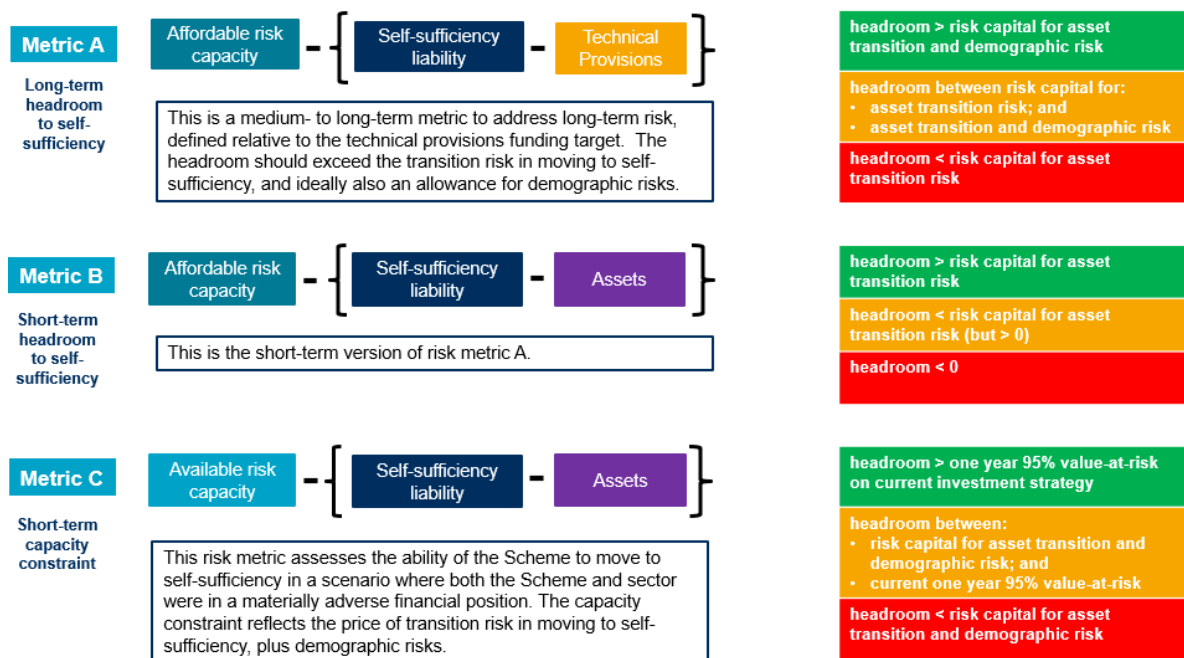 Metric A
Long-term
headroom
to self-
sufficiency
Affordable risk
capacity
-
{
Self-sufficiency
liability
-
Technical
Provisions
}
This is a medium- to long-term metric to address long-term risk,
defined relative to the technical provisions funding target.  The
headroom should exceed the transition risk in moving to self-
sufficiency, and ideally also an allowance for demographic risks.
headroom > risk capital for asset
transition and demographic risk
headroom between risk capital for:
• asset transition risk; and
• asset transition and demographic risk
headroom < risk capital for asset
transition risk
Metric B
Short-term
headroom
to self-
sufficiency
Affordable risk
capacity
-
{
Self-sufficiency
liability
-
Assets
}
This is the short-term version of risk metric A.
headroom > risk capital for asset
transition risk
headroom < risk capital for asset
transition risk (but > 0)
headroom < 0
Metric C
Short-term
capacity
constraint
Available risk
capacity
-
{
Self-sufficiency
liability
-
Assets
}
This risk metric assesses the ability of the Scheme to move to
self-sufficiency in a scenario where both the Scheme and sector
were in a materially adverse financial position. The capacity
constraint reflects the price of transition risk in moving to self-
sufficiency, plus demographic risks.
headroom > one year 95% value-at-risk
on current investment strategy
headroom between:
• risk capital for asset transition and
demographic risk; and
• current one year 95% value-at-risk
headroom < risk capital for asset
transition and demographic risk